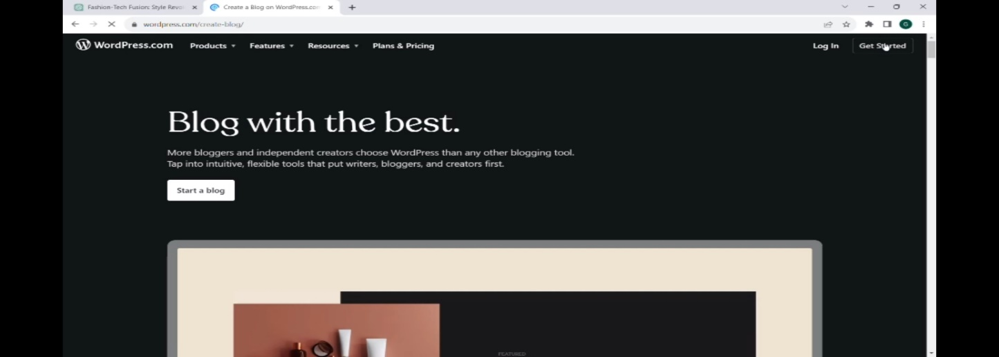 Fashion-Tech Fusion: Style Revo
Create a Blog on WordPress.com
wordpress.com/create-blog/
G
WordPress.com
Products
Features
Resources
Plans & Pricing
Log In
Get Started
Blog with the best.
More bloggers and independent creators choose WordPress than any other blogging tool.
Tap into intuitive, flexible tools that put writers, bloggers, and creators first.
Start a blog
FEATURED